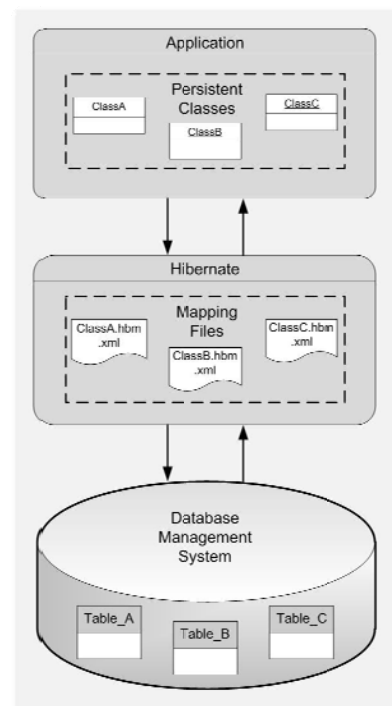 Application
Persistent
Classes
ClassA
ClassB
ClassC
Hibernate
Mapping
Files
ClassA.hbm
.xml
ClassB.hbm
.xml
ClassC.hbm
.xml
Database
Management
System
Table_A
Table_B
Table_C